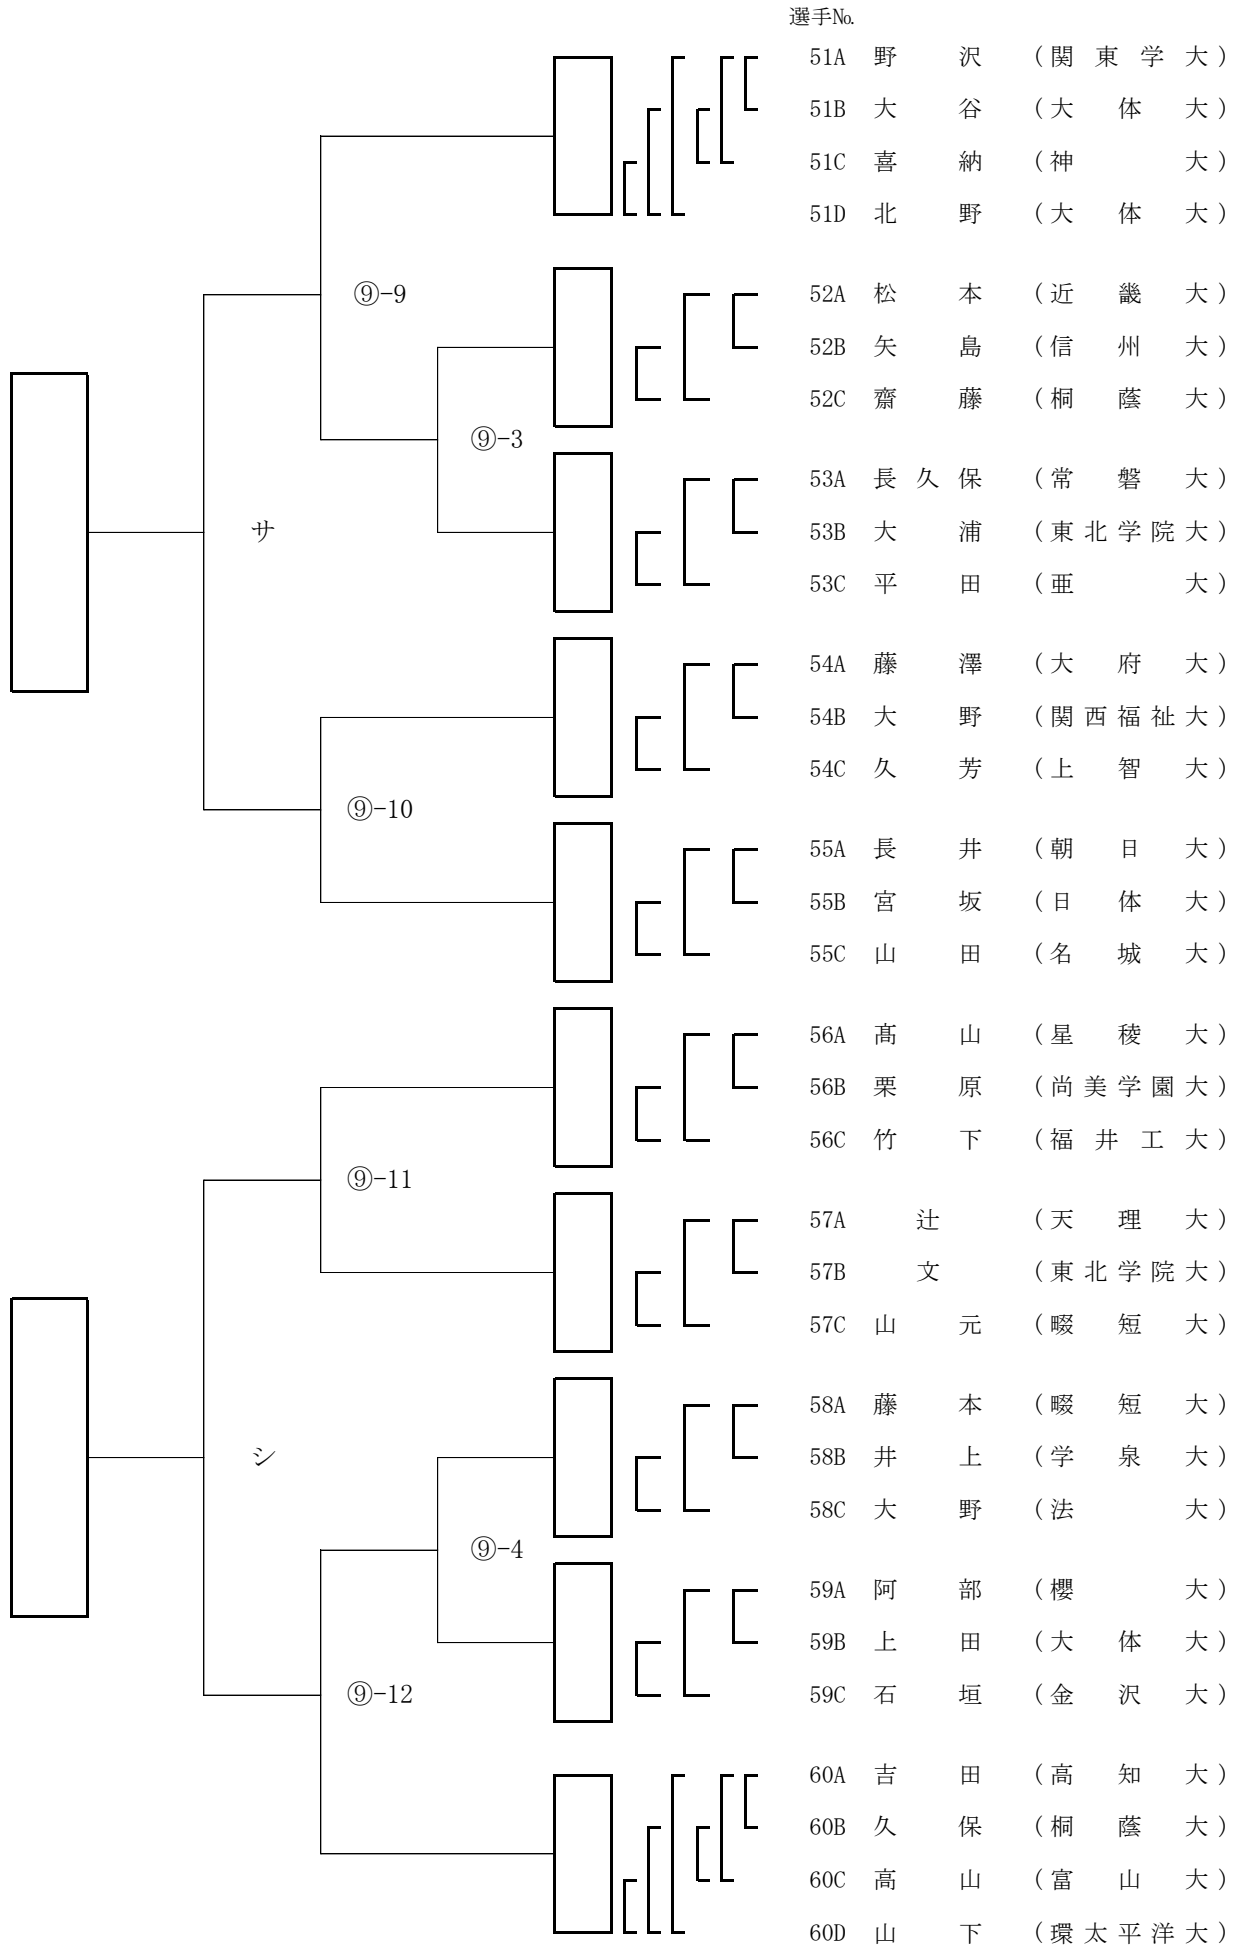 選手№
51A 野沢 (関東学大)
51B 大谷 (大体大)
51C 喜納 (神大)
51D 北野 (大体大)
⑨-9
52A 松本 (近畿大)
52B 矢島 (信州大)
52C 齋藤 (桐蔭大)
⑨-3
53A 長久保 (常磐大)
サ
53B 大浦 (東北学院大)
53C 平田 (亜大)
54A 藤澤 (大府大)
54B 大野 (関西福祉大)
54C 久芳 (上智大)
⑨-10
55A 長井 (朝日大)
55B 宮坂 (日体大)
55C 山田 (名城大)
56A 髙山 (星稜大)
56B 栗原 (尚美学園大)
56C 竹下 (福井工大)
⑨-11
57A 辻 (天理大)
57B 文 (東北学院大)
57C 山元 (畷短大)
58A 藤本 (畷短大)
シ
58B 井上 (学泉大)
58C 大野 (法大)
⑨-4
59A 阿部 (櫻大)
59B 上田 (大体大)
59C 石垣 (金沢大)
⑨-12
60A 吉田 (高知大)
60B 久保 (桐蔭大)
60C 高山 (富山大)
60D 山下 (環太平洋大)